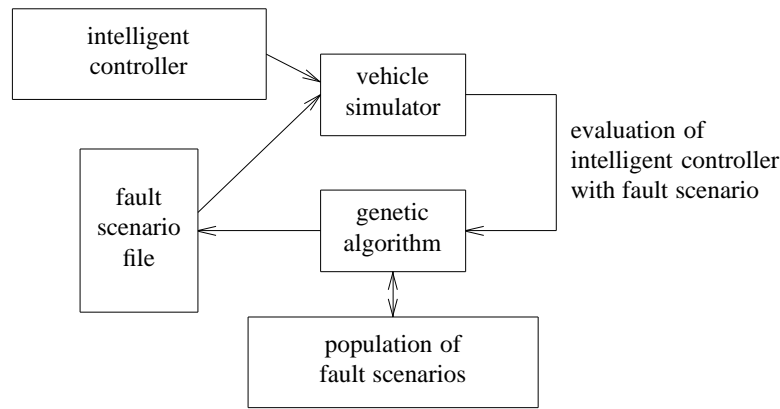 intelligent
controller
vehicle
simulator
evaluation of
intelligent controller
with fault scenario
fault
scenario
file
genetic
algorithm
population of
fault scenarios